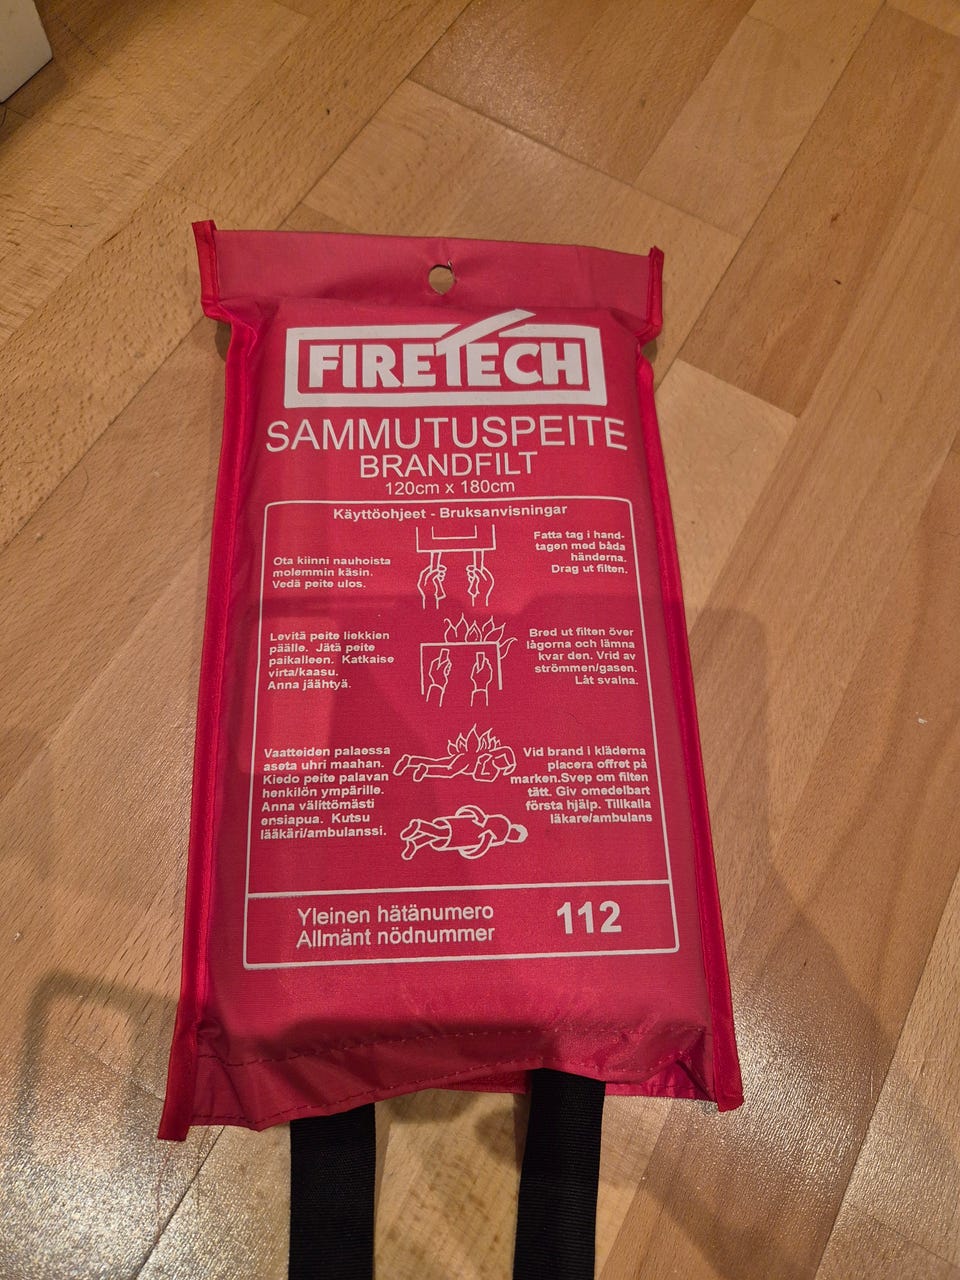 FIRETECH
SAMMUTUSPEITE
BRANDFILT
120cm x 180cm
Käyttöohjeet - Bruksanvisningar
Ota kiinni nauhoista
molemmin käsin.
Vedä peite ulos.
Fatta tag i hand-
tagen med båda
händerna.
Drag ut filten.
Levitä peite liekkien
päälle. Jätä peite
paikalleen. Katkaise
virta/kaasu.
Anna jäähtyä.
Bred ut filten över
lågorna och lämna
kvar den. Vrid av
strömmen/gasen.
Låt svalna.
Vaatteiden palaessa
aseta uhri maahan.
Kiedo peite palavan
henkilön ympärille.
Anna välittömästi
ensiapua. Kutsu
lääkäri/ambulanssi.
Vid brand i kläderna
placera offret på
marken.Svep om filten
tätt. Giv omedelbart
första hjälp. Tillkalla
läkare/ambulans
Yleinen hätänumero
Allmänt nödnummer
112